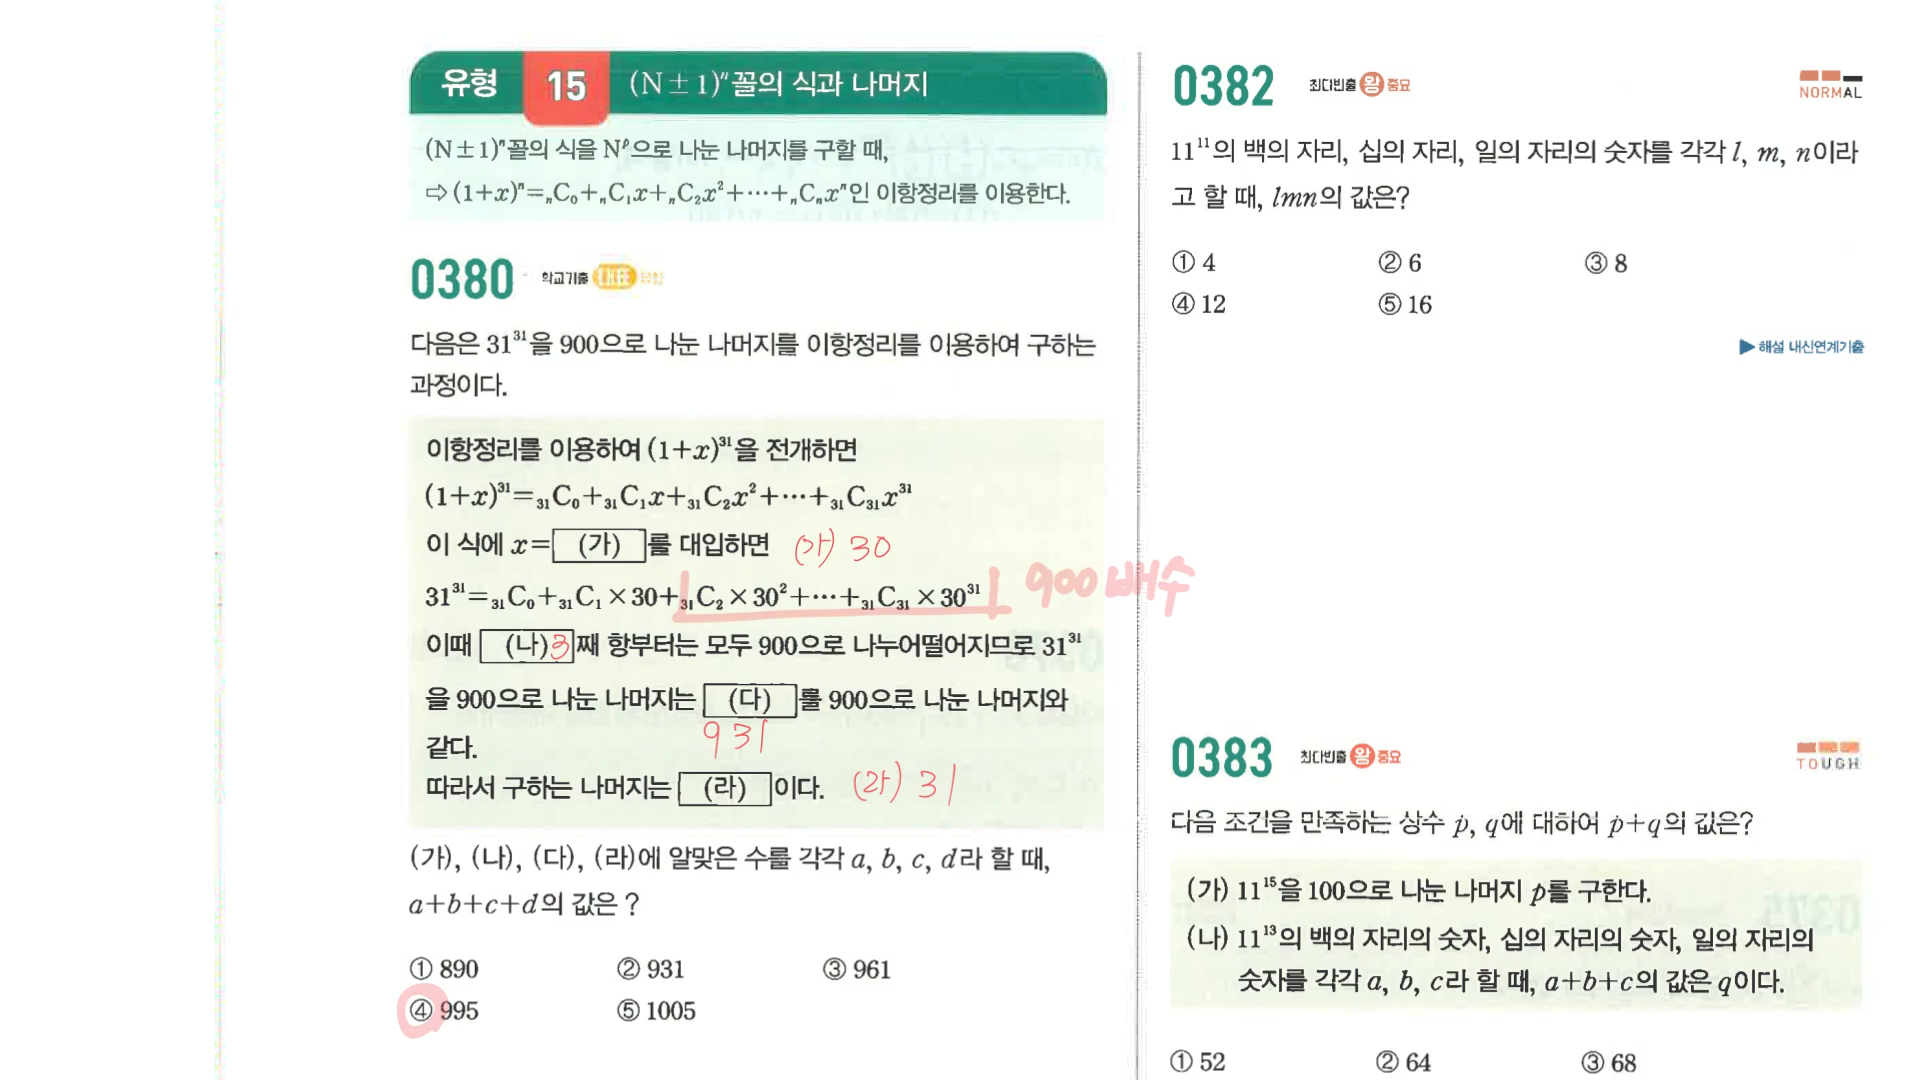 유형 15 (N±1)ⁿ꼴의 식과 나머지
(N±1)ⁿ꼴의 식을 Nᵖ으로 나눈 나머지를 구할 때,
⇨ (1+x)ⁿ=ₙC₀+ₙC₁x+ₙC₂x²+⋯+ₙCₙxⁿ인 이항정리를 이용한다.
0380 학교기출 대표 유형
다음은 31³¹을 900으로 나눈 나머지를 이항정리를 이용하여 구하는
과정이다.
이항정리를 이용하여 (1+x)³¹을 전개하면
(1+x)³¹=₃₁C₀+₃₁C₁x+₃₁C₂x²+⋯+₃₁C₃₁x³¹
이 식에 x= (가) 를 대입하면 (가) 30
31³¹=₃₁C₀+₃₁C₁×30+₃₁C₂×30²+⋯+₃₁C₃₁×30³¹ 900배수
이때 (나) 3 째 항부터는 모두 900으로 나누어떨어지므로 31³¹
을 900으로 나눈 나머지는 (다) 를 900으로 나눈 나머지와
931
같다.
따라서 구하는 나머지는 (라) 이다. (라) 31
(가), (나), (다), (라)에 알맞은 수를 각각 a, b, c, d라 할 때,
a+b+c+d의 값은 ?
① 890 ② 931 ③ 961
④ 995 ⑤ 1005
0382 최다빈출 왕 중요 NORMAL
11¹¹의 백의 자리, 십의 자리, 일의 자리의 숫자를 각각 l, m, n이라
고 할 때, lmn의 값은?
① 4 ② 6 ③ 8
④ 12 ⑤ 16
▶ 해설 내신연계기출
0383 최다빈출 왕 중요 TOUGH
다음 조건을 만족하는 상수 p, q에 대하여 p+q의 값은?
(가) 11¹⁵을 100으로 나눈 나머지 p를 구한다.
(나) 11¹³의 백의 자리의 숫자, 십의 자리의 숫자, 일의 자리의
숫자를 각각 a, b, c라 할 때, a+b+c의 값은 q이다.
① 52 ② 64 ③ 68